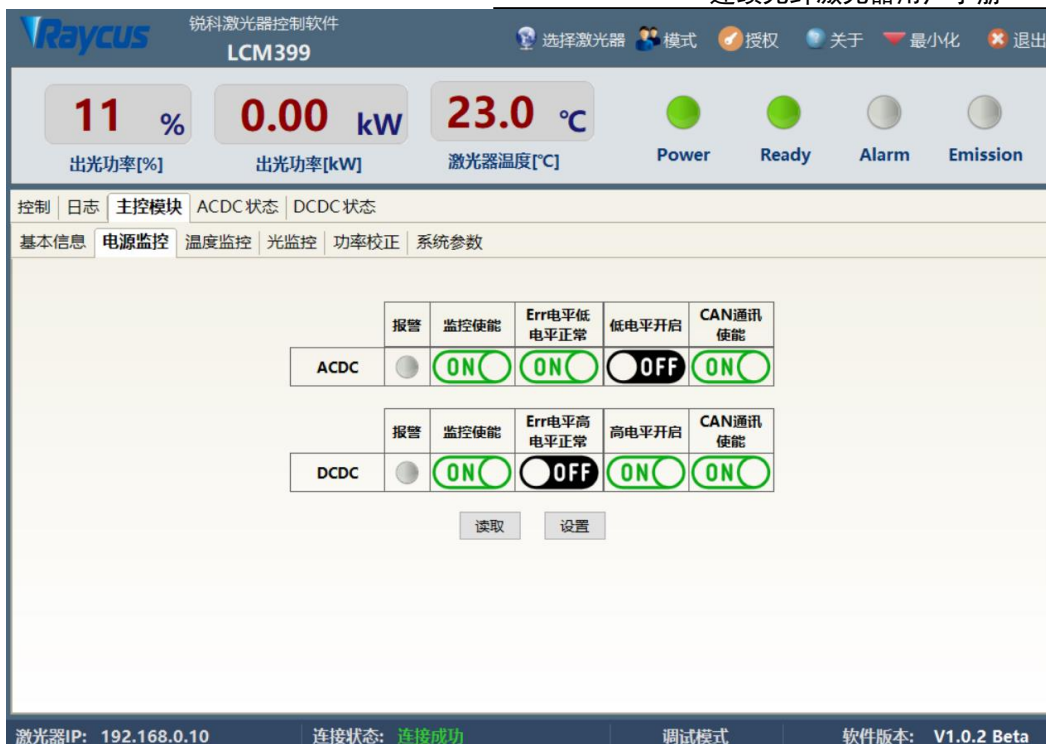 Raycus
锐科激光器控制软件
LCM399
选择激光器 模式 授权 关于 最小化 退出
11 % 0.00 kW 23.0 ℃
出光功率[%] 出光功率[kW] 激光器温度[℃] Power Ready Alarm Emission
控制 日志 主控模块 ACDC状态 DCDC状态
基本信息 电源监控 温度监控 光监控 功率校正 系统参数
报警 监控使能 Err电平低电平正常 低电平开启 CAN通讯使能
ACDC ON ON OFF ON
报警 监控使能 Err电平高电平正常 高电平开启 CAN通讯使能
DCDC ON OFF ON ON
读取 设置
激光器IP: 192.168.0.10 连接状态: 连接成功 调试模式 软件版本: V1.0.2 Beta